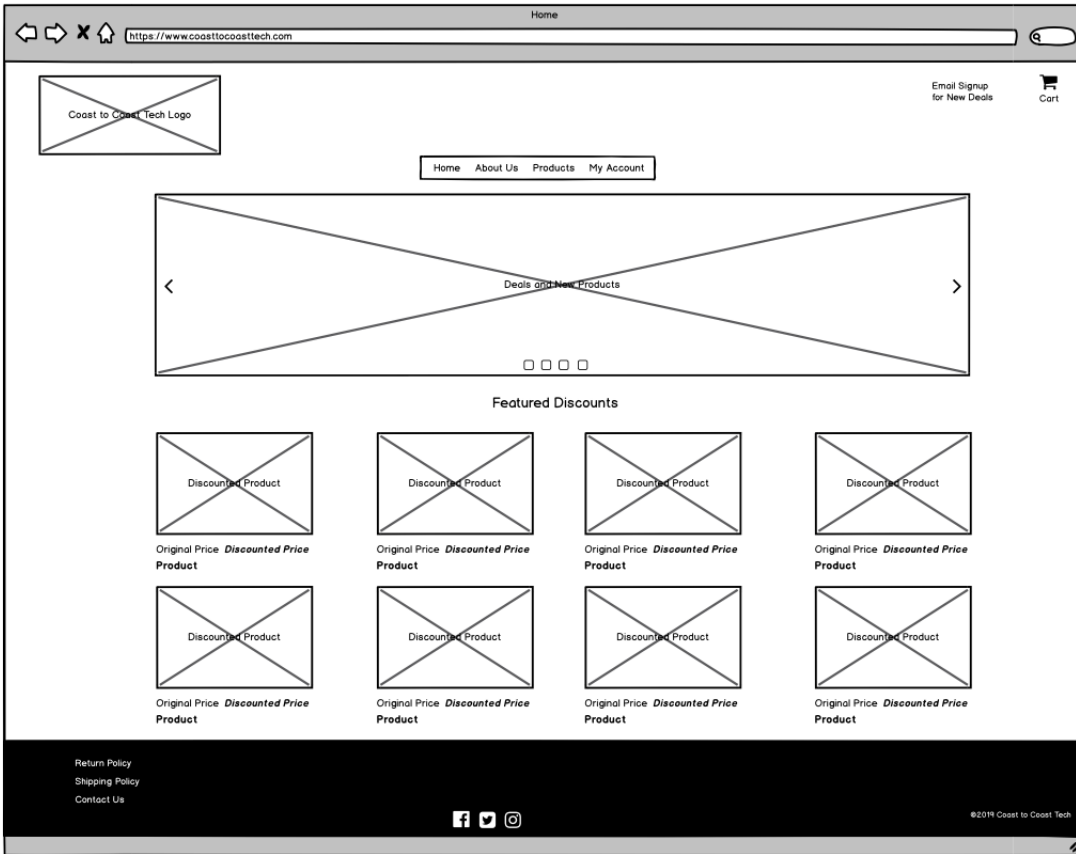 Home
https://www.coasttocoasttech.com
Coast to Coast Tech Logo
Email Signup
for New Deals
Cart
Home About Us Products My Account
Deals and New Products
Featured Discounts
Discounted Product Discounted Product Discounted Product Discounted Product
Original Price Discounted Price Original Price Discounted Price Original Price Discounted Price Original Price Discounted Price
Product Product Product Product
Discounted Product Discounted Product Discounted Product Discounted Product
Original Price Discounted Price Original Price Discounted Price Original Price Discounted Price Original Price Discounted Price
Product Product Product Product
Return Policy
Shipping Policy
Contact Us
©2019 Coast to Coast Tech